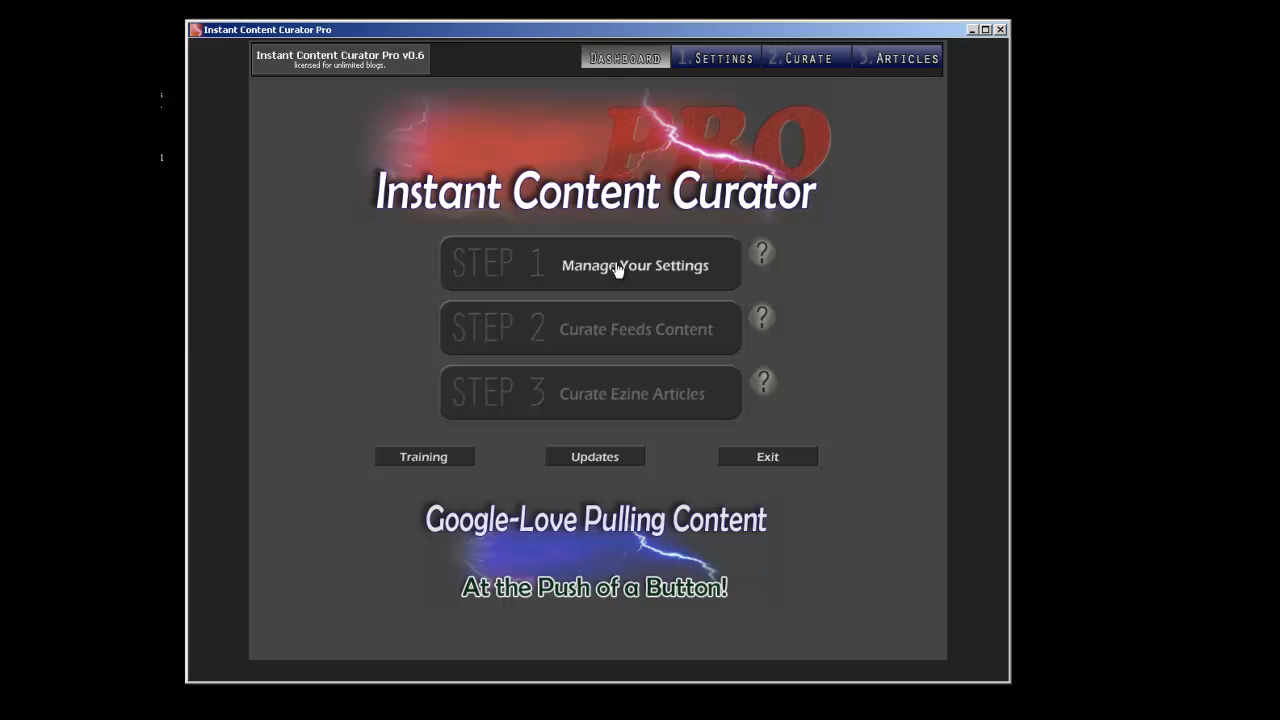 Instant Content Curator Pro
Instant Content Curator Pro v0.6
licensed for unlimited blogs.
DASHBOARD 1. SETTINGS 2. CURATE 3. ARTICLES
PRO
Instant Content Curator
STEP 1 Manage Your Settings ?
STEP 2 Curate Feeds Content ?
STEP 3 Curate Ezine Articles ?
Training Updates Exit
Google-Love Pulling Content
At the Push of a Button!